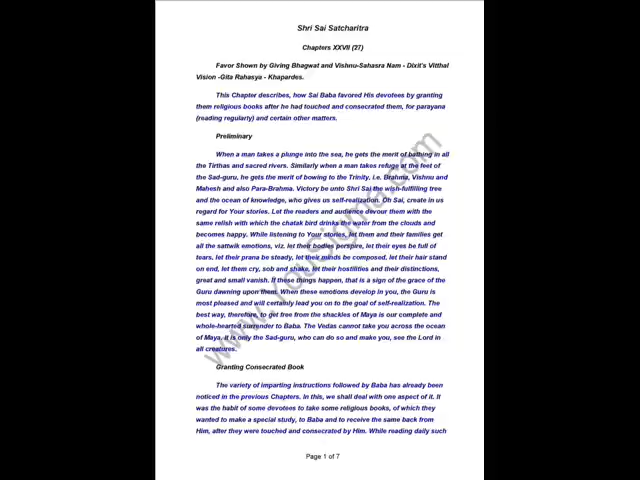 Shri Sai Satcharitra
Chapters XXVII (27)
Favor Shown by Giving Bhagwat and Vishnu-Sahasra Nam - Dixit's Vitthal
Vision -Gita Rahasya - Khapardes.
This Chapter describes, how Sai Baba favored His devotees by granting
them religious books after he had touched and consecrated them, for parayana
(reading regularty) and certain other matters.
Preliminary
When a man takes a plunge into the sea, he gets the merit of bathing in all
the Tirthas and sacred rivers. Similarly when a man takes refuge at the feet of
the Sad-guru, he gets the merit of bowing to the Trinity, i.e. Brahma, Vishnu and
Mahesh and also Para-Brahma. Victory be unto Shri Sai the wish-fulfilling tree
and the ocean of knowledge, who gives us self-realization. Oh Sai, create in us
regard for Your stories. Let the readers and audience devour them with the
same relish with which the chatak bird drinks the water from the clouds and
becomes happy. While listening to Your stories, let them and their families get
all the sattwik emotions, viz. let their bodies perspire, let their eyes be full of
tears, let their prana be steady, let their minds be composed, let their hair stand
on end, let them cry, sob and shake, let their hostilities and their distinctions,
great and small vanish. If these things happen, that is a sign of the grace of the
Guru dawning upon them. When these emotions develop in you, the Guru is
most pleased and will certainly lead you on to the goal of self-realization. The
best way, therefore, to get free from the shackles of Maya is our complete and
whole-hearted surrender to Baba. The Vedas cannot take you across the ocean
of Maya. It is only the Sad-guru, who can do so and make you, see the Lord in
all creatures.
Granting Consecrated Book
The variety of imparting instructions followed by Baba has already been
noticed in the previous Chapters. In this, we shall deal with one aspect of it. It
was the habit of some devotees to take some religious books, of which they
wanted to make a special study, to Baba and to receive the same back from
Him, after they were touched and consecrated by Him. While reading daily such
Page 1 of 7
www.YouSigma.com